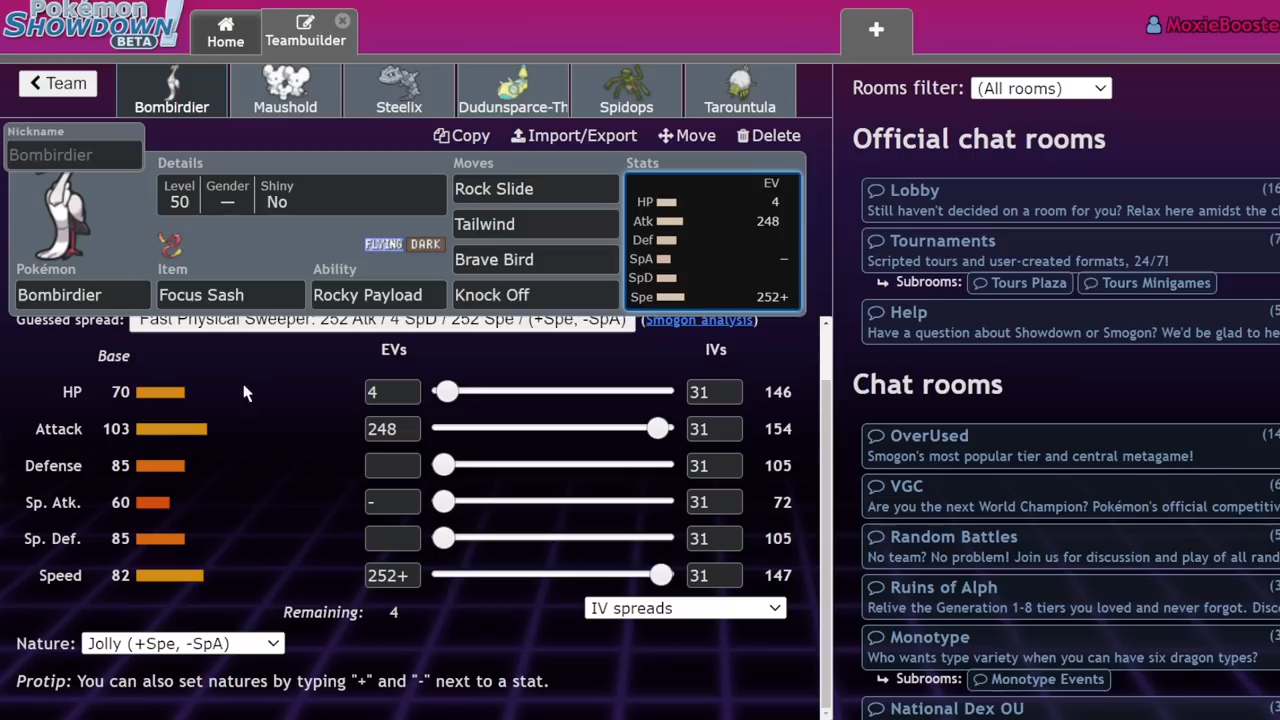 Pokémon
SHOWDOWN!
BETA
Home
Teambuilder
+
MoxieBooste
Team
Bombirdier
Maushold
Steelix
Dudunsparce-Th
Spidops
Tarountula
Copy
Import/Export
Move
Delete
Nickname
Bombirdier
Details
Level
50
Gender
—
Shiny
No
FLYING DARK
Pokémon
Bombirdier
Item
Focus Sash
Ability
Rocky Payload
Moves
Rock Slide
Tailwind
Brave Bird
Knock Off
Stats
EV
HP 4
Atk 248
Def
SpA –
SpD
Spe 252+
Guessed spread: Fast Physical Sweeper: 252 Atk / 4 SpD / 252 Spe / (+Spe, -SpA) (Smogon analysis)
Base EVs IVs
HP 70 4 31 146
Attack 103 248 31 154
Defense 85 31 105
Sp. Atk. 60 - 31 72
Sp. Def. 85 31 105
Speed 82 252+ 31 147
Remaining: 4
IV spreads
Nature: Jolly (+Spe, -SpA)
Protip: You can also set natures by typing "+" and "-" next to a stat.
Rooms filter: (All rooms)
Official chat rooms
Lobby (16
Still haven't decided on a room for you? Relax here amidst the c
Tournaments (7
Scripted tours and user-created formats, 24/7!
Subrooms: Tours Plaza Tours Minigames
Help (5
Have a question about Showdown or Smogon? We'd be glad to he
Chat rooms
OverUsed (14
Smogon's most popular tier and central metagame!
VGC (6
Are you the next World Champion? Pokémon's official competitiv
Random Battles (5
No team? No problem! Join us for discussion and play of all rand
Ruins of Alph (3
Relive the Generation 1-8 tiers you loved and never forgot. Disc
Monotype (3
Who wants type variety when you can have six dragon types?
Subrooms: Monotype Events
National Dex OU (3